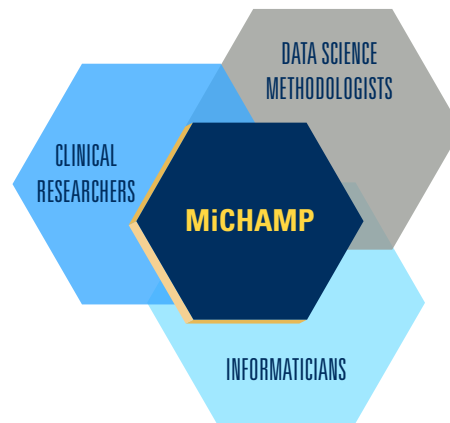 DATA SCIENCE
METHODOLOGISTS
CLINICAL
RESEARCHERS
MiCHAMP
INFORMATICIANS